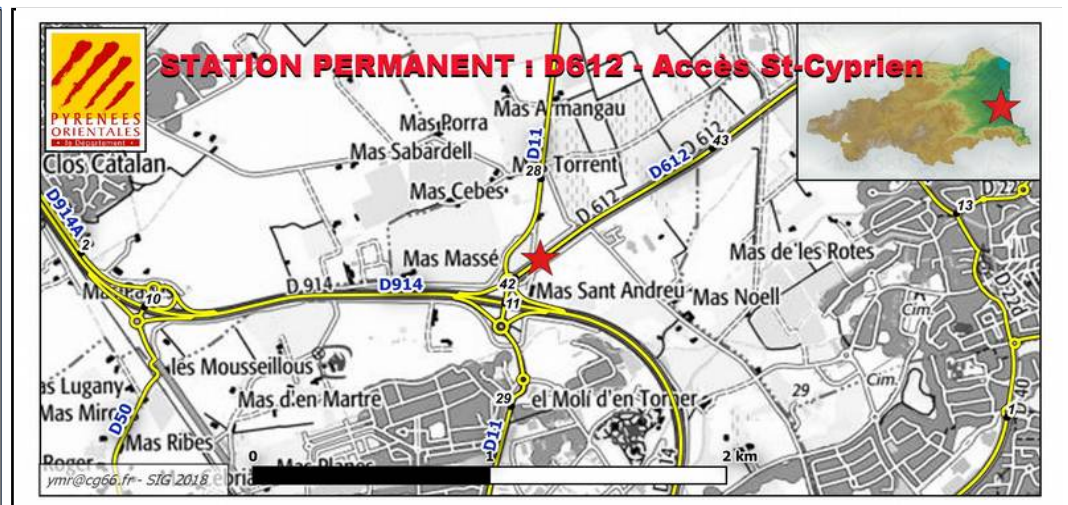 STATION PERMANENT : D612 - Accès St-Cyprien
PYRENEES
ORIENTALES
le Département
Clos Catalan
Mas Armangau
Mas Porra
D11
Mas Sabardell
28
Mas Torrent
D612
D 612
43
Mas Cebes
D 612
D914A
2
D 22
13
Mas Massé
Mas de les Rotes
D 914
D914
42
11
Mas Sant Andreu
Mas Noell
D22d
10
Cim.
les Mousseillous
Cim.
as Lugany
Mas d'en Martre
29
el Molí d'en Torner
29
D 40
1
D50
D11
Mas Ribes
14
0
1
2 km
Mas Planes
ymr@cg66.fr - SIG 2018